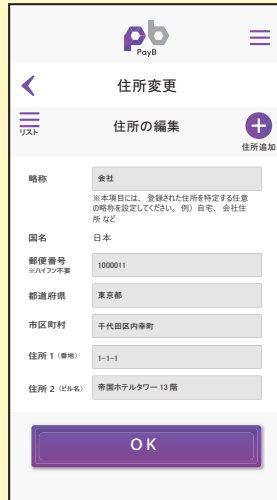 pb
PayB
住所変更
リスト
住所の編集
住所追加
略称
会社
※本項目には、登録された住所を特定する任意
の略称を設定してください。例）自宅、会社住
所 など
国名
日本
郵便番号
※ハイフン不要
1000011
都道府県
東京都
市区町村
千代田区内幸町
住所 1（番地）
1-1-1
住所 2（ビル名）
帝国ホテルタワー 13 階
OK